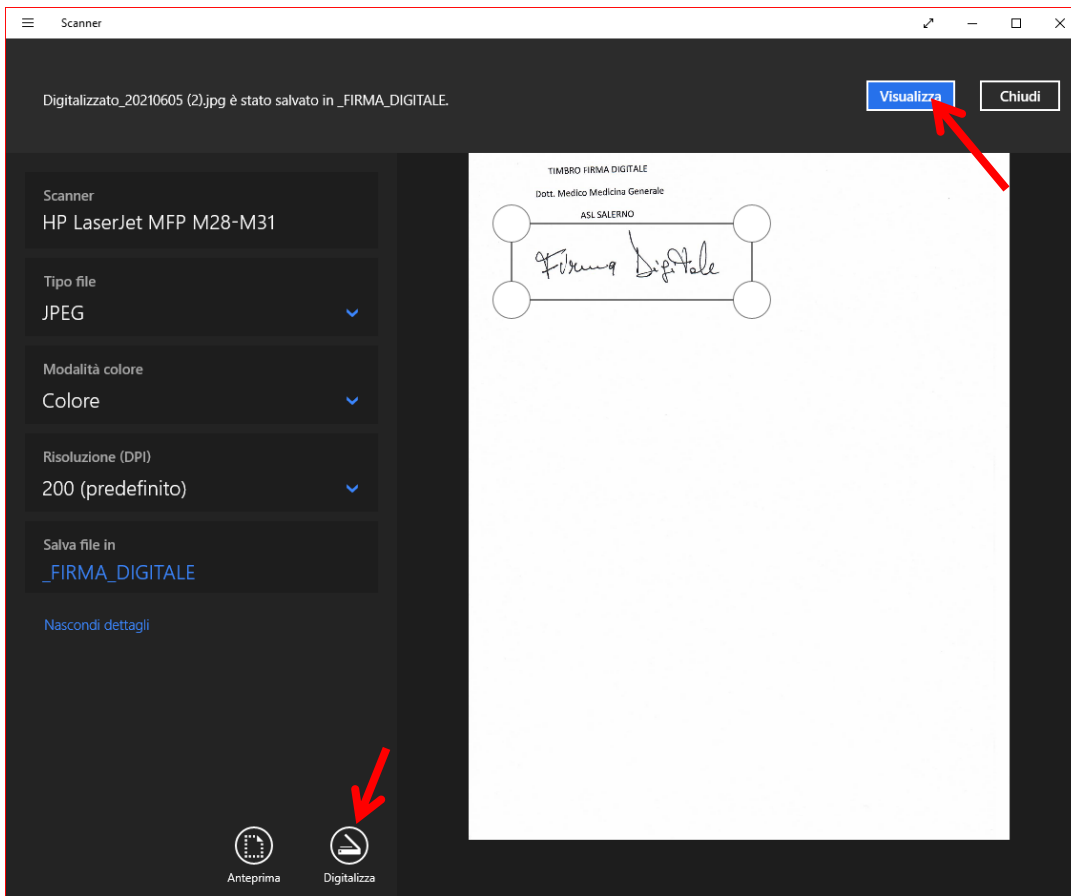 Scanner
Digitalizzato_20210605 (2).jpg è stato salvato in _FIRMA_DIGITALE.
Visualizza
Chiudi
Scanner
HP LaserJet MFP M28-M31
Tipo file
JPEG
Modalità colore
Colore
Risoluzione (DPI)
200 (predefinito)
Salva file in
_FIRMA_DIGITALE
Nascondi dettagli
Anteprima
Digitalizza
TIMBRO FIRMA DIGITALE
Dott. Medico Medicina Generale
ASL SALERNO
Firma Digitale